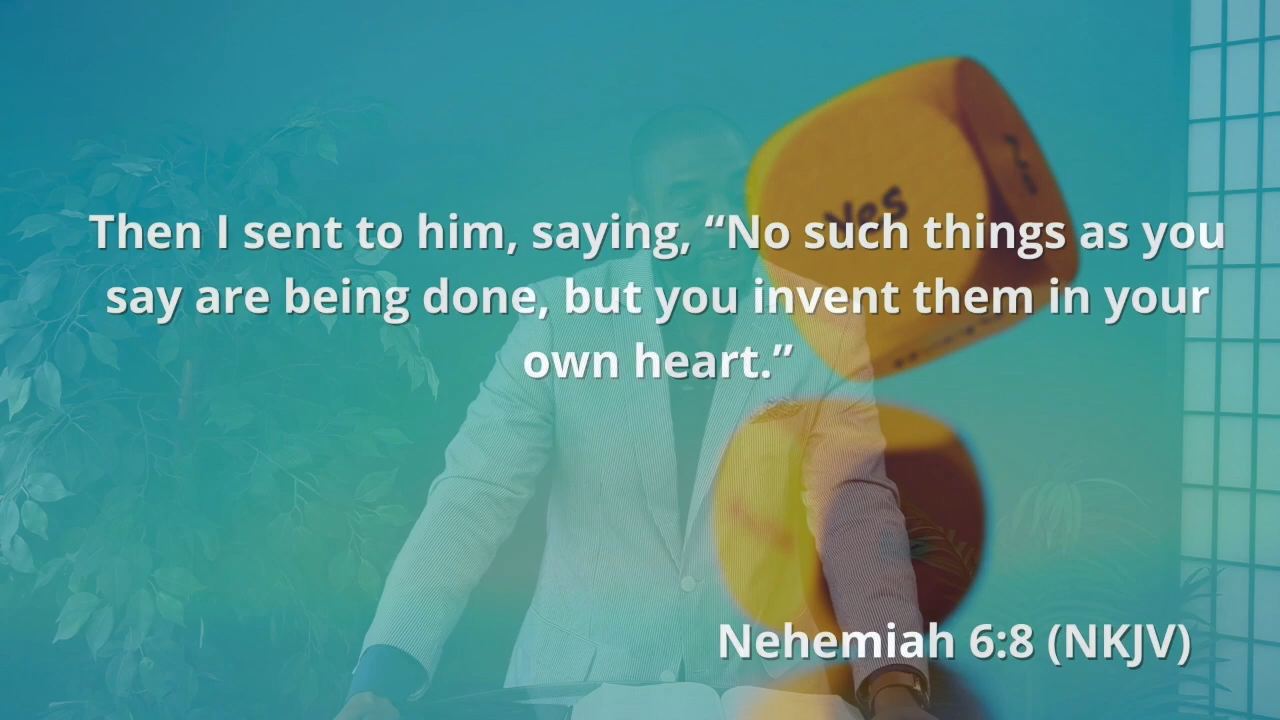 Then I sent to him, saying, “No such things as you
say are being done, but you invent them in your
own heart.”
Yes
Nehemiah 6:8 (NKJV)